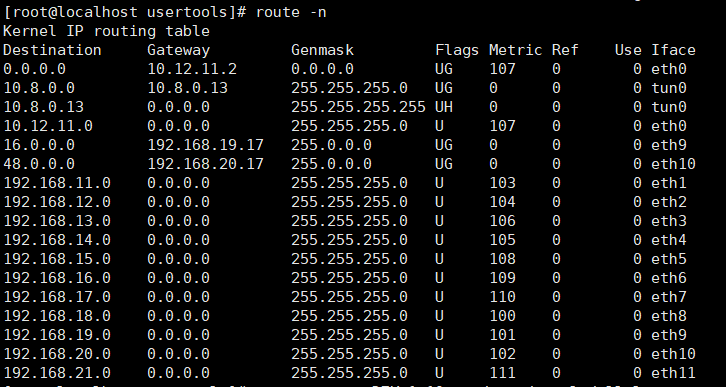 [root@localhost usertools]# route -n
Kernel IP routing table
Destination Gateway Genmask Flags Metric Ref Use Iface
0.0.0.0 10.12.11.2 0.0.0.0 UG 107 0 0 eth0
10.8.0.0 10.8.0.13 255.255.255.0 UG 0 0 0 tun0
10.8.0.13 0.0.0.0 255.255.255.255 UH 0 0 0 tun0
10.12.11.0 0.0.0.0 255.255.255.0 U 107 0 0 eth0
16.0.0.0 192.168.19.17 255.0.0.0 UG 0 0 0 eth9
48.0.0.0 192.168.20.17 255.0.0.0 UG 0 0 0 eth10
192.168.11.0 0.0.0.0 255.255.255.0 U 103 0 0 eth1
192.168.12.0 0.0.0.0 255.255.255.0 U 104 0 0 eth2
192.168.13.0 0.0.0.0 255.255.255.0 U 106 0 0 eth3
192.168.14.0 0.0.0.0 255.255.255.0 U 105 0 0 eth4
192.168.15.0 0.0.0.0 255.255.255.0 U 108 0 0 eth5
192.168.16.0 0.0.0.0 255.255.255.0 U 109 0 0 eth6
192.168.17.0 0.0.0.0 255.255.255.0 U 110 0 0 eth7
192.168.18.0 0.0.0.0 255.255.255.0 U 100 0 0 eth8
192.168.19.0 0.0.0.0 255.255.255.0 U 101 0 0 eth9
192.168.20.0 0.0.0.0 255.255.255.0 U 102 0 0 eth10
192.168.21.0 0.0.0.0 255.255.255.0 U 111 0 0 eth11